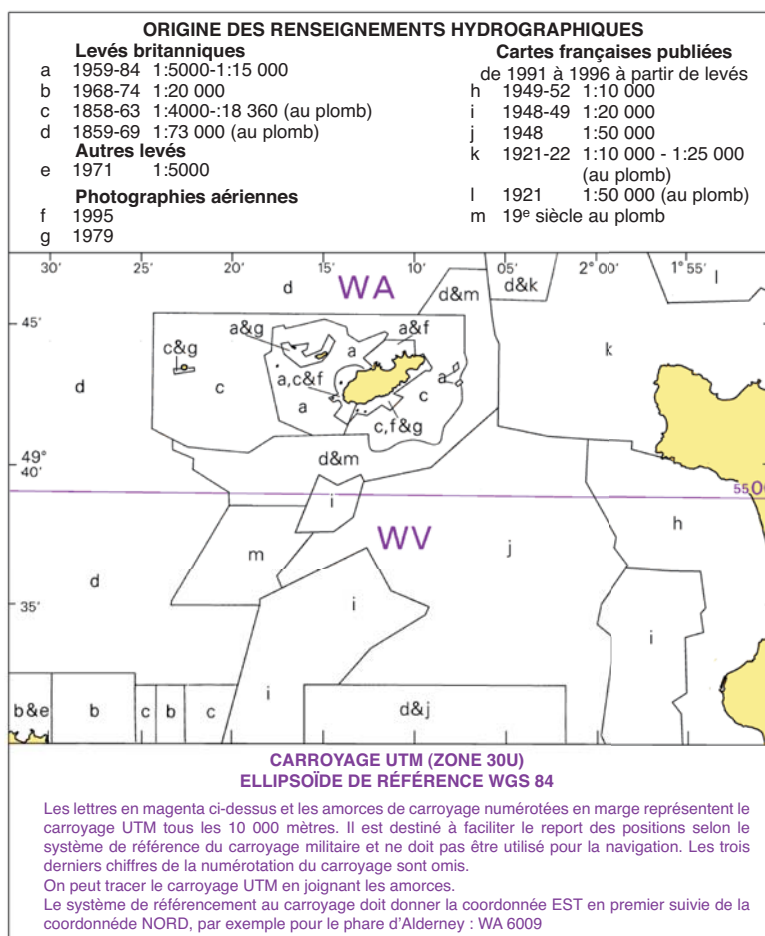 ORIGINE DES RENSEIGNEMENTS HYDROGRAPHIQUES
Levés britanniques
a 1959-84 1:5000-1:15 000
b 1968-74 1:20 000
c 1858-63 1:4000-:18 360 (au plomb)
d 1859-69 1:73 000 (au plomb)
Autres levés
e 1971 1:5000
Photographies aériennes
f 1995
g 1979
Cartes françaises publiées
de 1991 à 1996 à partir de levés
h 1949-52 1:10 000
i 1948-49 1:20 000
j 1948 1:50 000
k 1921-22 1:10 000 - 1:25 000
(au plomb)
l 1921 1:50 000 (au plomb)
m 19e siècle au plomb
30' 25' 20' 15' 10' 05' 2° 00' 1° 55'
d WA d&m d&k l
45' a&g a a&f
c&g k
d c a,c&f a c a
c,f&g
49°
40' d&m
55 00
i
WV h
m j
d
35' i i
i
b&e b c b c d&j
CARROYAGE UTM (ZONE 30U)
ELLIPSOÏDE DE RÉFÉRENCE WGS 84
Les lettres en magenta ci-dessus et les amorces de carroyage numérotées en marge représentent le
carroyage UTM tous les 10 000 mètres. Il est destiné à faciliter le report des positions selon le
système de référence du carroyage militaire et ne doit pas être utilisé pour la navigation. Les trois
derniers chiffres de la numérotation du carroyage sont omis.
On peut tracer le carroyage UTM en joignant les amorces.
Le système de référencement au carroyage doit donner la coordonnée EST en premier suivie de la
coordonnéde NORD, par exemple pour le phare d'Alderney : WA 6009